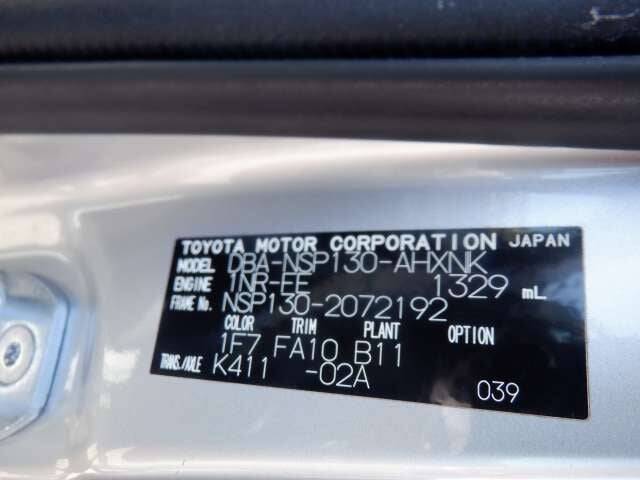 TOYOTA MOTOR CORPORATION JAPAN
MODEL DBA-NSP130-AHXNK
ENGINE 1NR-FE 1329 mL
FRAME No. NSP130-2072192
COLOR TRIM PLANT OPTION
1F7 FA10 B11
TRANS./AXLE K411 -02A
039